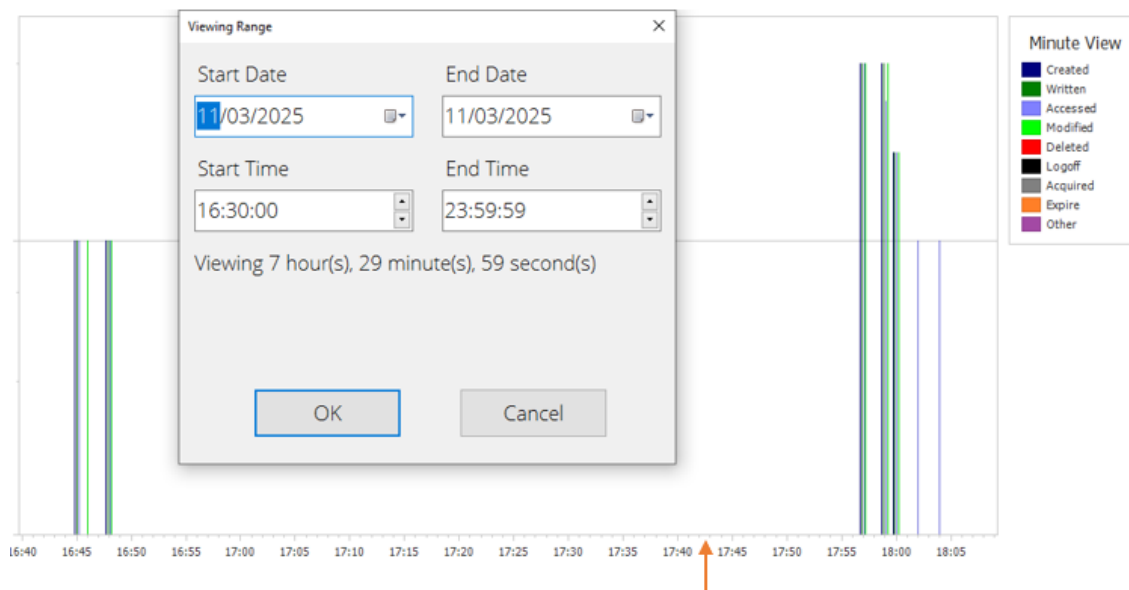 Viewing Range
Start Date End Date
11/03/2025 11/03/2025
Start Time End Time
16:30:00 23:59:59
Viewing 7 hour(s), 29 minute(s), 59 second(s)
OK Cancel
Minute View
Created
Written
Accessed
Modified
Deleted
Logoff
Acquired
Expire
Other
16:40 16:45 16:50 16:55 17:00 17:05 17:10 17:15 17:20 17:25 17:30 17:35 17:40 17:45 17:50 17:55 18:00 18:05